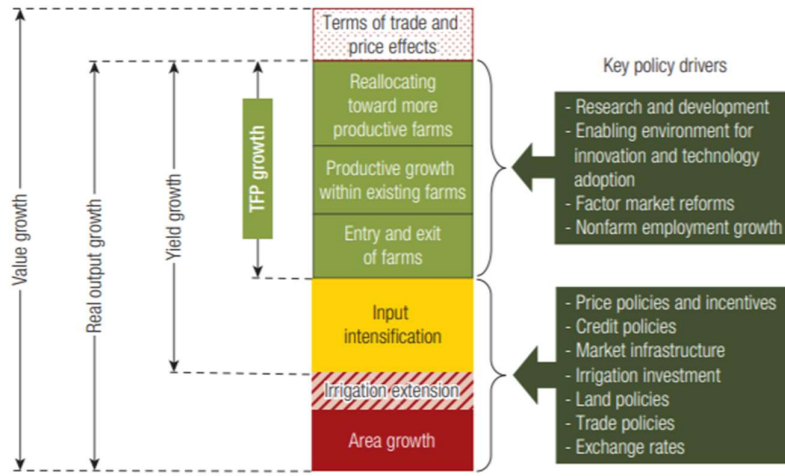 Value growth
Real output growth
Yield growth
TFP growth
Terms of trade and
price effects
Reallocating
toward more
productive farms
Productive growth
within existing farms
Entry and exit
of farms
Input
intensification
Irrigation extension
Area growth
Key policy drivers
- Research and development
- Enabling environment for
innovation and technology
adoption
- Factor market reforms
- Nonfarm employment growth
- Price policies and incentives
- Credit policies
- Market infrastructure
- Irrigation investment
- Land policies
- Trade policies
- Exchange rates